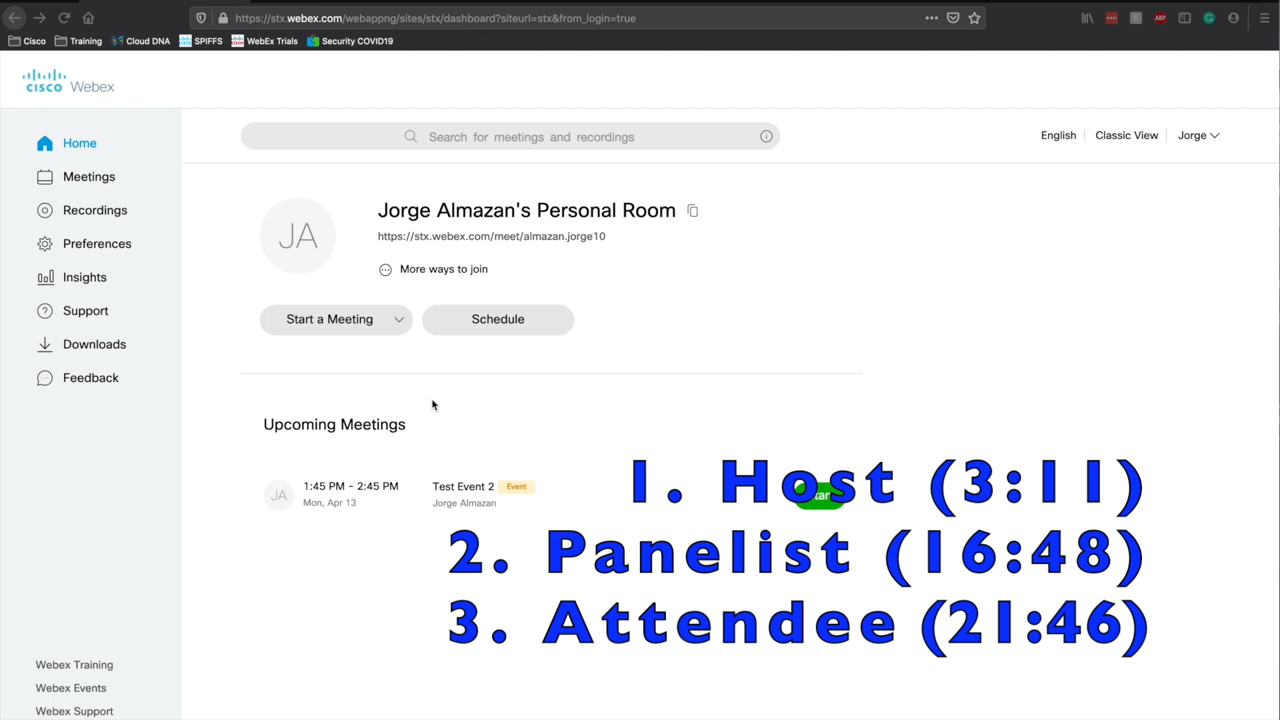 https://stx.webex.com/webappng/sites/stx/dashboard?siteurl=stx&from_login=true
Cisco Training Cloud DNA SPIFFS WebEx Trials Security COVID19
ABP
cisco Webex
Search for meetings and recordings
English Classic View Jorge
Home
Meetings
Recordings
Preferences
Insights
Support
Downloads
Feedback
JA
Jorge Almazan's Personal Room
https://stx.webex.com/meet/almazan.jorge10
More ways to join
Start a Meeting Schedule
Upcoming Meetings
JA
1:45 PM - 2:45 PM Test Event 2 Event
Mon, Apr 13 Jorge Almazan
1. Host (3:11)
2. Panelist (16:48)
3. Attendee (21:46)
Webex Training
Webex Events
Webex Support